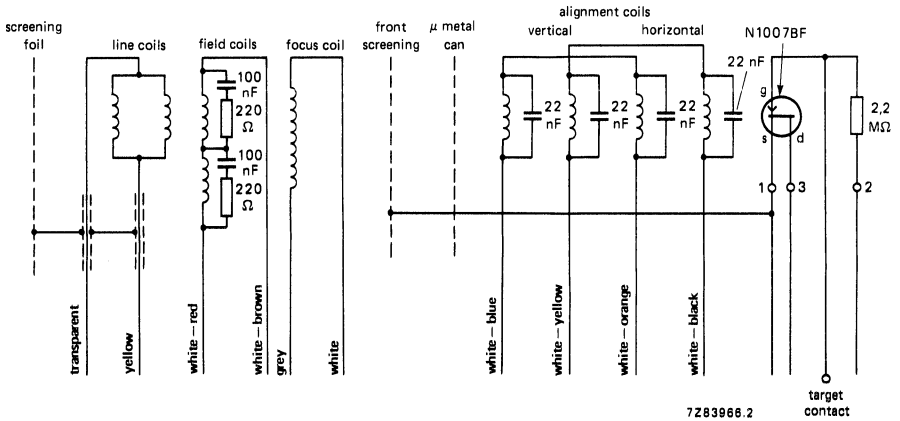 alignment coils
screening
foil
line coils
field coils
focus coil
front
screening
μ metal
can
vertical
horizontal
N1007BF
22 nF
100
nF
220
Ω
100
nF
220
Ω
22
nF
22
nF
22
nF
g
s
d
2,2
MΩ
1
3
2
transparent
yellow
white–red
white–brown
grey
white
white–blue
white–yellow
white–orange
white–black
target
contact
7Z83966.2